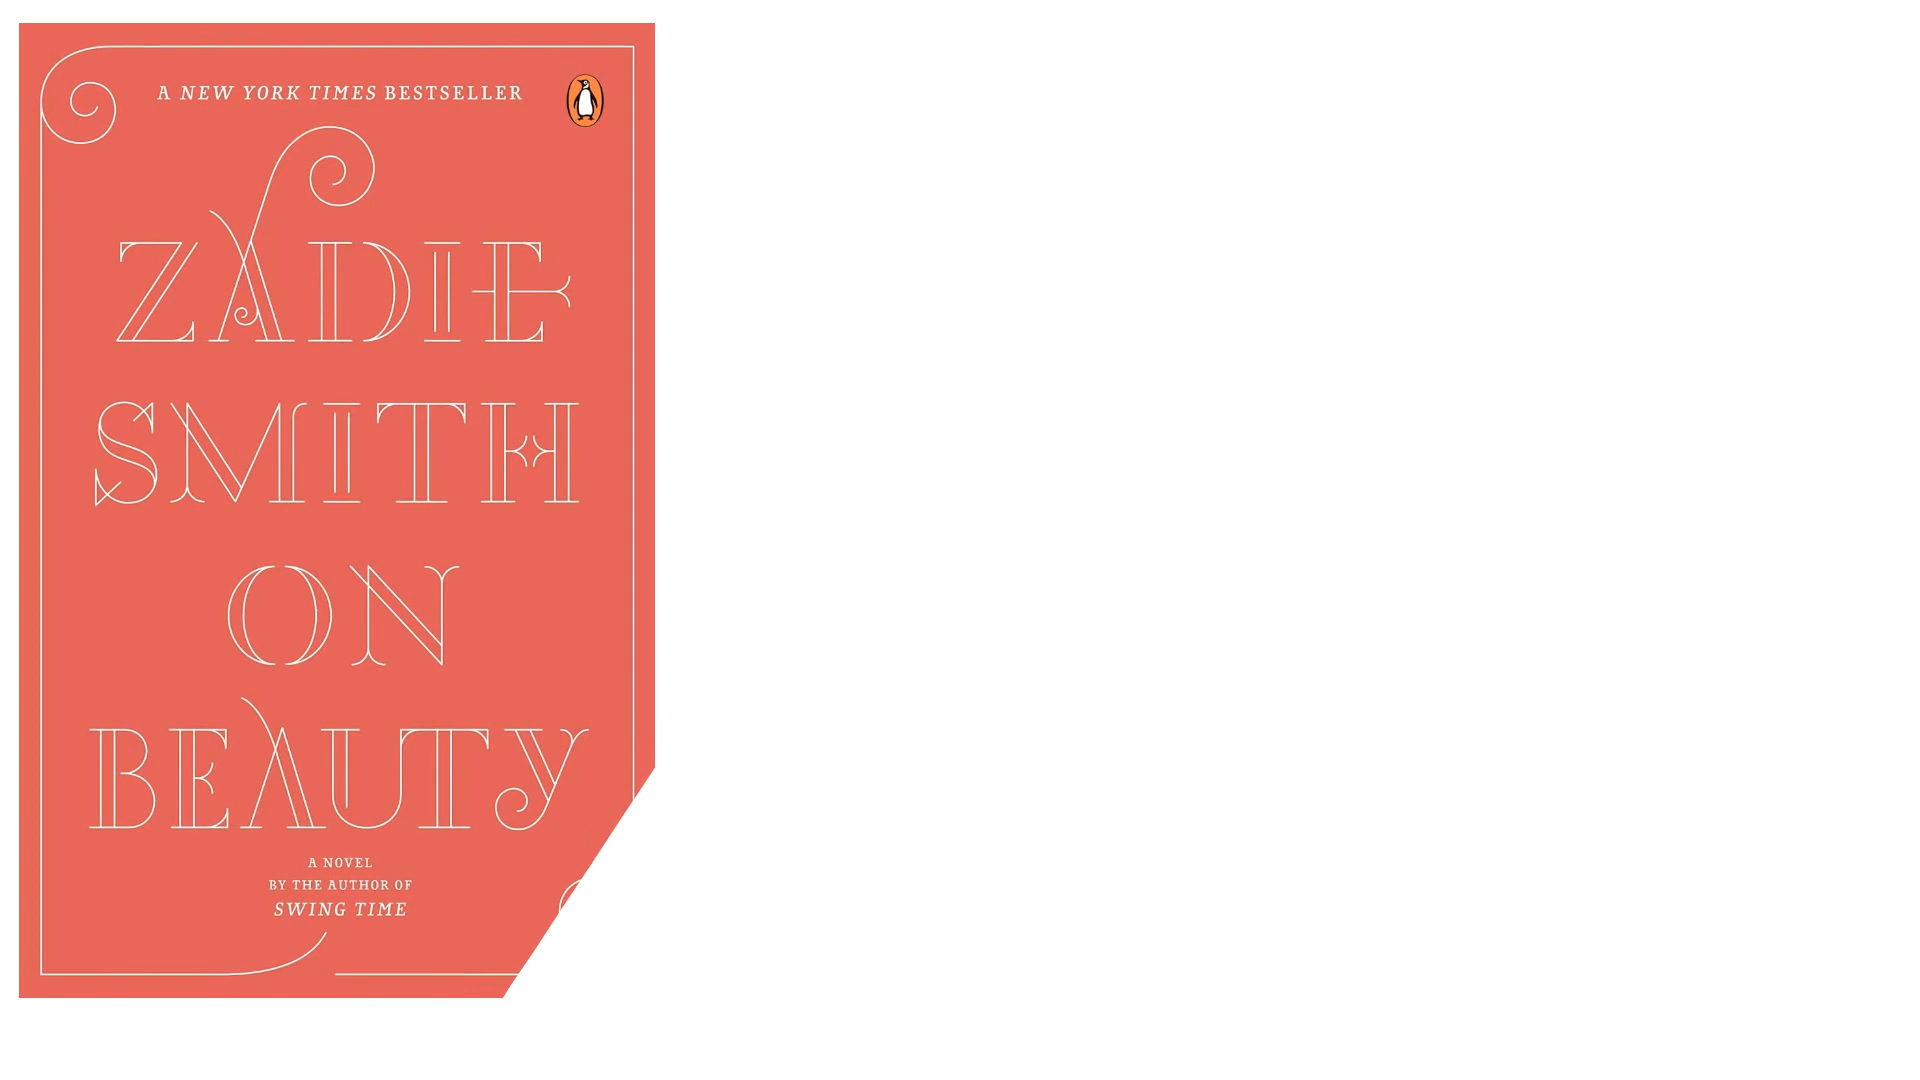 A NEW YORK TIMES BESTSELLER
ZADIE
SMITH
ON
BEAUTY
A NOVEL
BY THE AUTHOR OF
SWING TIME